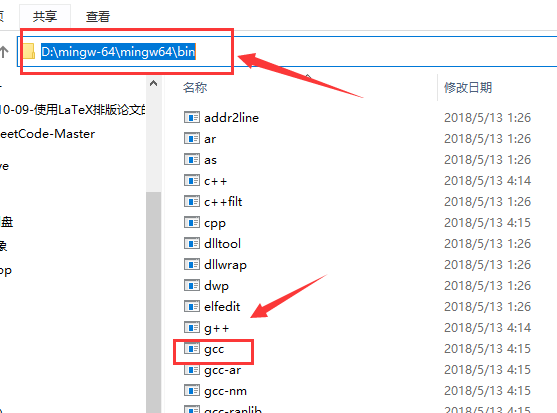 共享
查看
D:\mingw-64\mingw64\bin
名称
修改日期
10-09-使用LaTeX排版论文的
eetCode-Master
addr2line 2018/5/13 1:26
ar 2018/5/13 1:26
as 2018/5/13 1:26
c++ 2018/5/13 4:14
c++filt 2018/5/13 1:26
cpp 2018/5/13 4:15
dlltool 2018/5/13 1:26
dllwrap 2018/5/13 1:26
dwp 2018/5/13 1:26
elfedit 2018/5/13 1:26
g++ 2018/5/13 4:14
gcc 2018/5/13 4:15
gcc-ar 2018/5/13 4:15
gcc-nm 2018/5/13 4:15
gcc-ranlib 2018/5/13 4:15